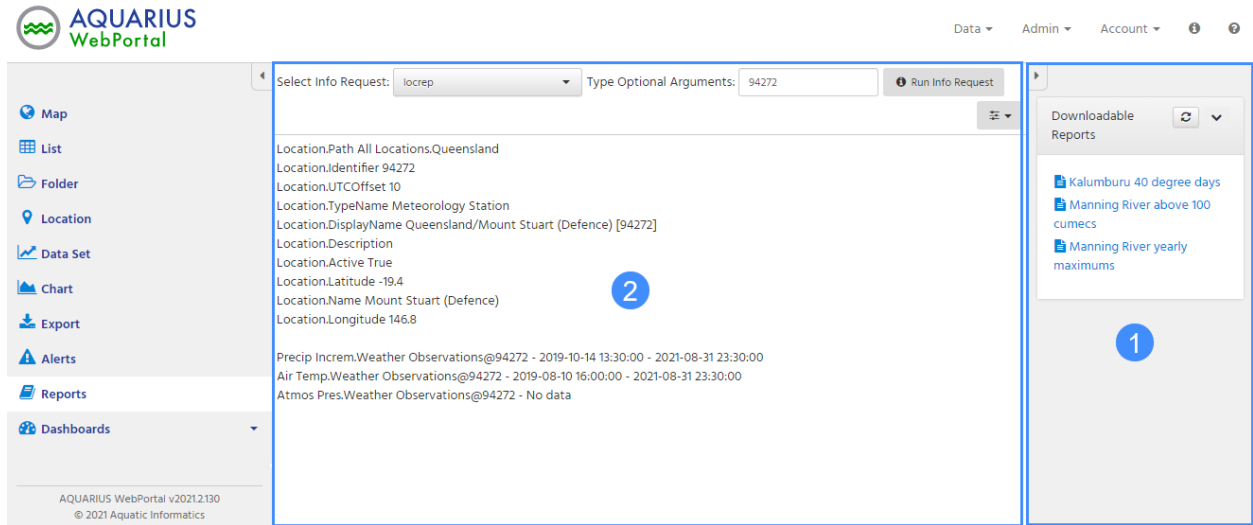 AQUARIUS
WebPortal
Data
Admin
Account
Select Info Request: locrep Type Optional Arguments: 94272 Run Info Request
Map
List
Folder
Location
Data Set
Chart
Export
Alerts
Reports
Dashboards
AQUARIUS WebPortal v2021.2.130
© 2021 Aquatic Informatics
Location.Path All Locations.Queensland
Location.Identifier 94272
Location.UTCOffset 10
Location.TypeName Meteorology Station
Location.DisplayName Queensland/Mount Stuart (Defence) [94272]
Location.Description
Location.Active True
Location.Latitude -19.4
Location.Name Mount Stuart (Defence)
Location.Longitude 146.8
Precip Increm.Weather Observations@94272 - 2019-10-14 13:30:00 - 2021-08-31 23:30:00
Air Temp.Weather Observations@94272 - 2019-08-10 16:00:00 - 2021-08-31 23:30:00
Atmos Pres.Weather Observations@94272 - No data
2
Downloadable
Reports
Kalumburu 40 degree days
Manning River above 100
cumecs
Manning River yearly
maximums
1